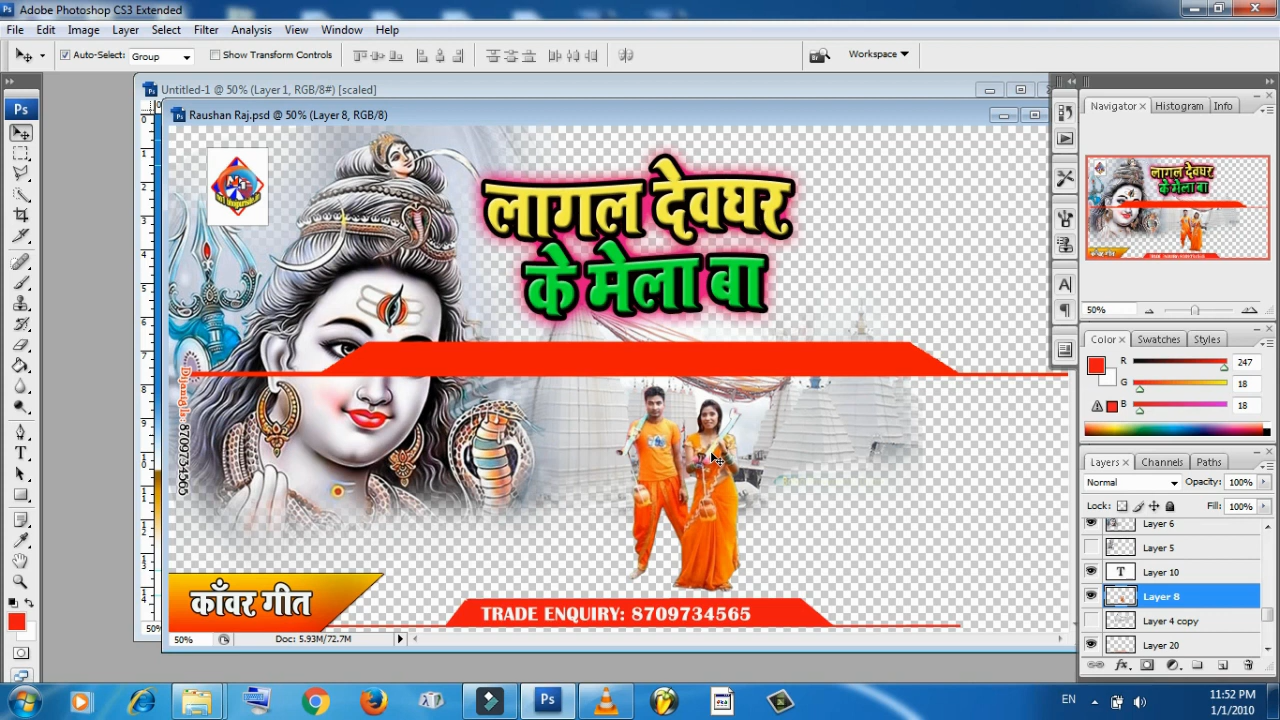 Adobe Photoshop CS3 Extended
File Edit Image Layer Select Filter Analysis View Window Help
Auto-Select: Group Show Transform Controls Workspace
Untitled-1 @ 50% (Layer 1, RGB/8#) [scaled]
Raushan Raj.psd @ 50% (Layer 8, RGB/8)
Ps
लागल देवघर
के मेला बा
काँवर गीत
TRADE ENQUIRY: 8709734565
50% Doc: 5.93M/72.7M
Navigator x Histogram Info
लागल देवघर
के मेला बा
50%
Color x Swatches Styles
R 247
G 18
B 18
Layers x Channels Paths
Normal Opacity: 100%
Lock: Fill: 100%
Layer 6
Layer 5
T Layer 10
Layer 8
Layer 4 copy
Layer 20
EN 11:52 PM
1/1/2010